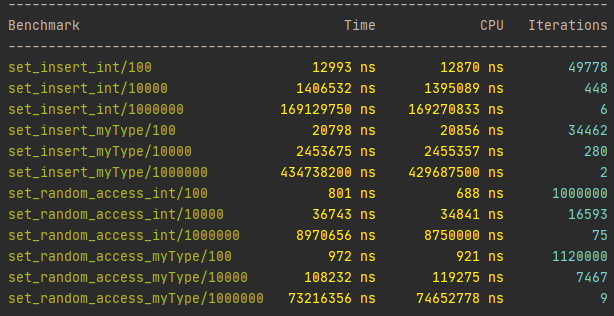 --------------------------------------------------------------------------
Benchmark                                Time             CPU   Iterations
--------------------------------------------------------------------------
set_insert_int/100                   12993 ns        12870 ns        49778
set_insert_int/10000               1406532 ns      1395089 ns          448
set_insert_int/1000000           169129750 ns    169270833 ns            6
set_insert_myType/100                20798 ns        20856 ns        34462
set_insert_myType/10000            2453675 ns      2455357 ns          280
set_insert_myType/1000000        434738200 ns    429687500 ns            2
set_random_access_int/100              801 ns          688 ns      1000000
set_random_access_int/10000          36743 ns        34841 ns        16593
set_random_access_int/1000000      8970656 ns      8750000 ns           75
set_random_access_myType/100           972 ns          921 ns      1120000
set_random_access_myType/10000      108232 ns       119275 ns         7467
set_random_access_myType/1000000  73216356 ns     74652778 ns            9